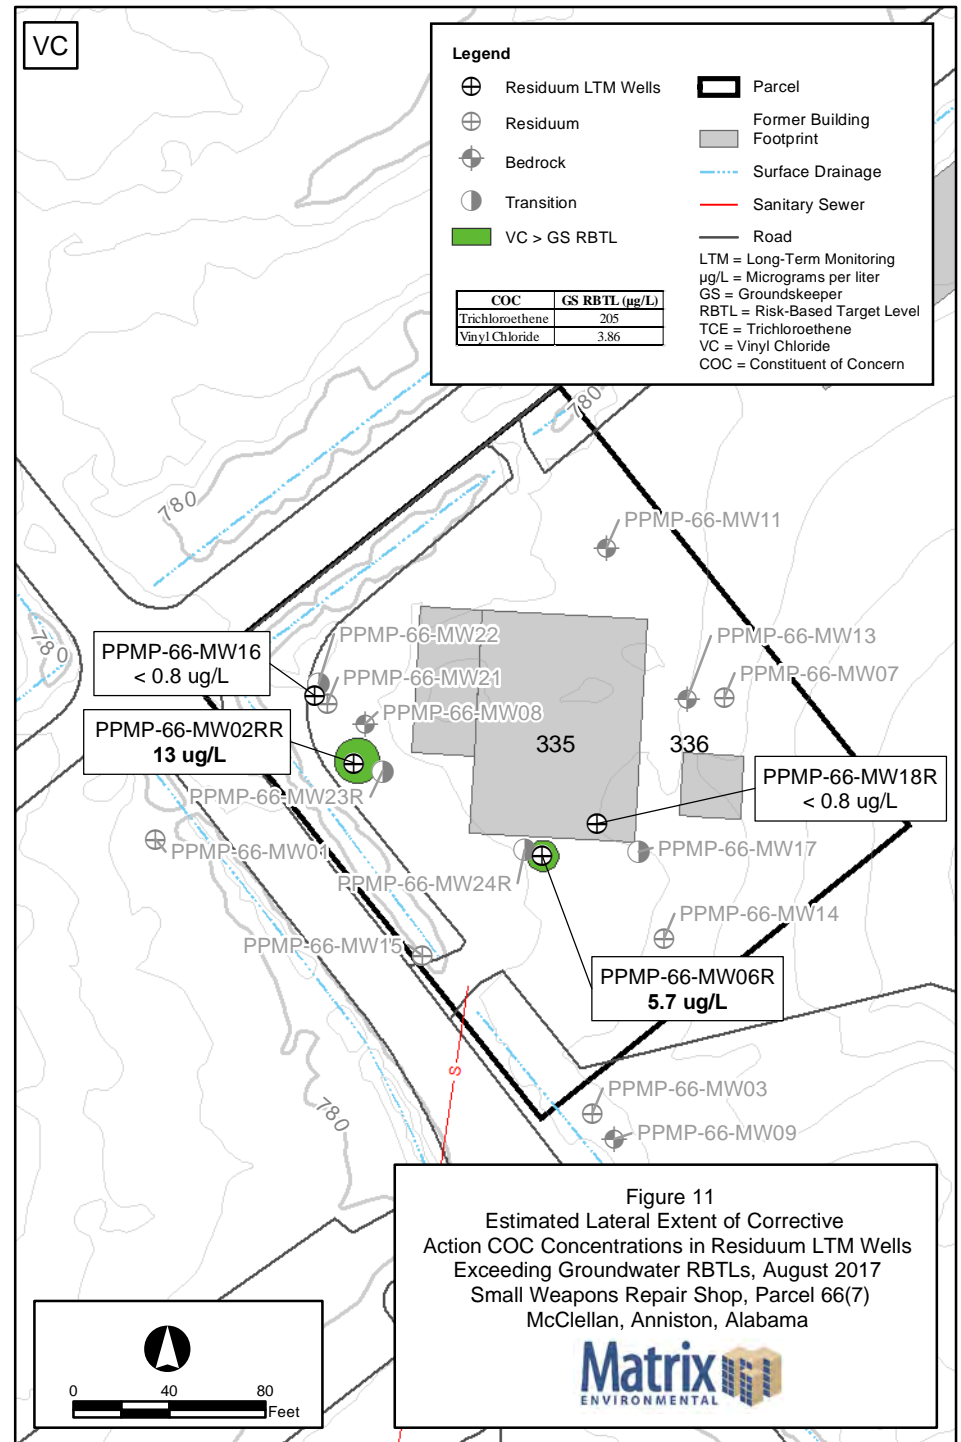 VC
Legend
Residuum LTM Wells
Residuum
Bedrock
Transition
VC > GS RBTL
Parcel
Former Building
Footprint
Surface Drainage
Sanitary Sewer
Road
LTM = Long-Term Monitoring
µg/L = Micrograms per liter
GS = Groundskeeper
RBTL = Risk-Based Target Level
TCE = Trichloroethene
VC = Vinyl Chloride
COC = Constituent of Concern
COC GS RBTL (µg/L)
Trichloroethene 205
Vinyl Chloride 3.86
780
780
PPMP-66-MW11
780
PPMP-66-MW22
PPMP-66-MW13
PPMP-66-MW16
< 0.8 ug/L
PPMP-66-MW21
PPMP-66-MW07
PPMP-66-MW08
PPMP-66-MW02RR
13 ug/L
335
336
PPMP-66-MW18R
< 0.8 ug/L
PPMP-66-MW23R
PPMP-66-MW01
PPMP-66-MW17
PPMP-66-MW24R
PPMP-66-MW14
PPMP-66-MW15
PPMP-66-MW06R
5.7 ug/L
S
780
PPMP-66-MW03
PPMP-66-MW09
Figure 11
Estimated Lateral Extent of Corrective
Action COC Concentrations in Residuum LTM Wells
Exceeding Groundwater RBTLs, August 2017
Small Weapons Repair Shop, Parcel 66(7)
McClellan, Anniston, Alabama
Matrix
ENVIRONMENTAL
0 40 80
Feet